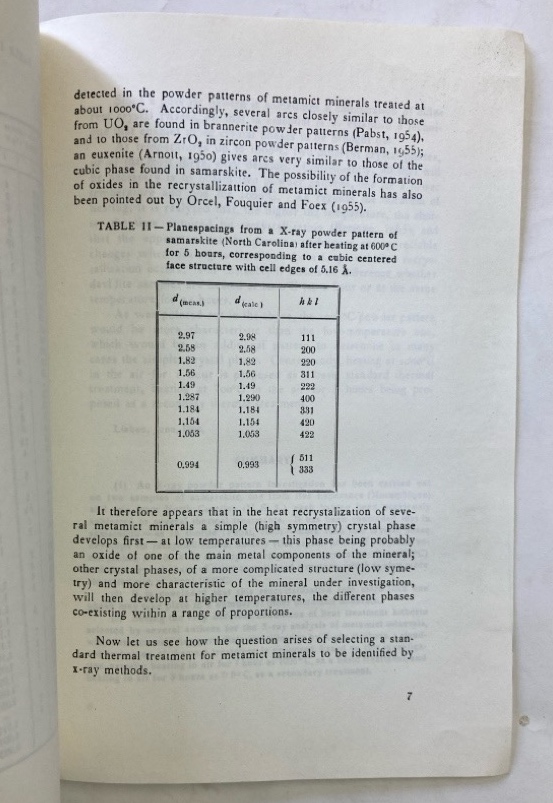 detected in the powder patterns of metamict minerals treated at
about 1000°C. Accordingly, several arcs closely similar to those
from UO₂ are found in brannerite powder patterns (Pabst, 1954),
and to those from ZrO₂ in zircon powder patterns (Berman, 1955);
an euxenite (Arnott, 1950) gives arcs very similar to those of the
cubic phase found in samarskite. The possibility of the formation
of oxides in the recrystallizattion of metamict minerals has also
been pointed out by Orcel, Fouquier and Foex (1955).
TABLE II — Planespacings from a X-ray powder pattern of
samarskite (North Carolina) after heating at 600° C
for 5 hours, corresponding to a cubic centered
face structure with cell edges of 5.16 Å.
d (meas.) d (calc) h k l
2.97 2.98 111
2.58 2.58 200
1.82 1.82 220
1.56 1.56 311
1.49 1.49 222
1.287 1.290 400
1.184 1.184 331
1.154 1.154 420
1.053 1.053 422
0.994 0.993 { 511
{ 333
It therefore appears that in the heat recrystalization of seve-
ral metamict minerals a simple (high symmetry) crystal phase
develops first — at low temperatures — this phase being probably
an oxide of one of the main metal components of the mineral;
other crystal phases, of a more complicated structure (low syme-
try) and more characteristic of the mineral under investigation,
will then develop at higher temperatures, the different phases
co-existing within a range of proportions.
Now let us see how the question arises of selecting a stan-
dard thermal treatment for metamict minerals to be identified by
x-ray methods.
7